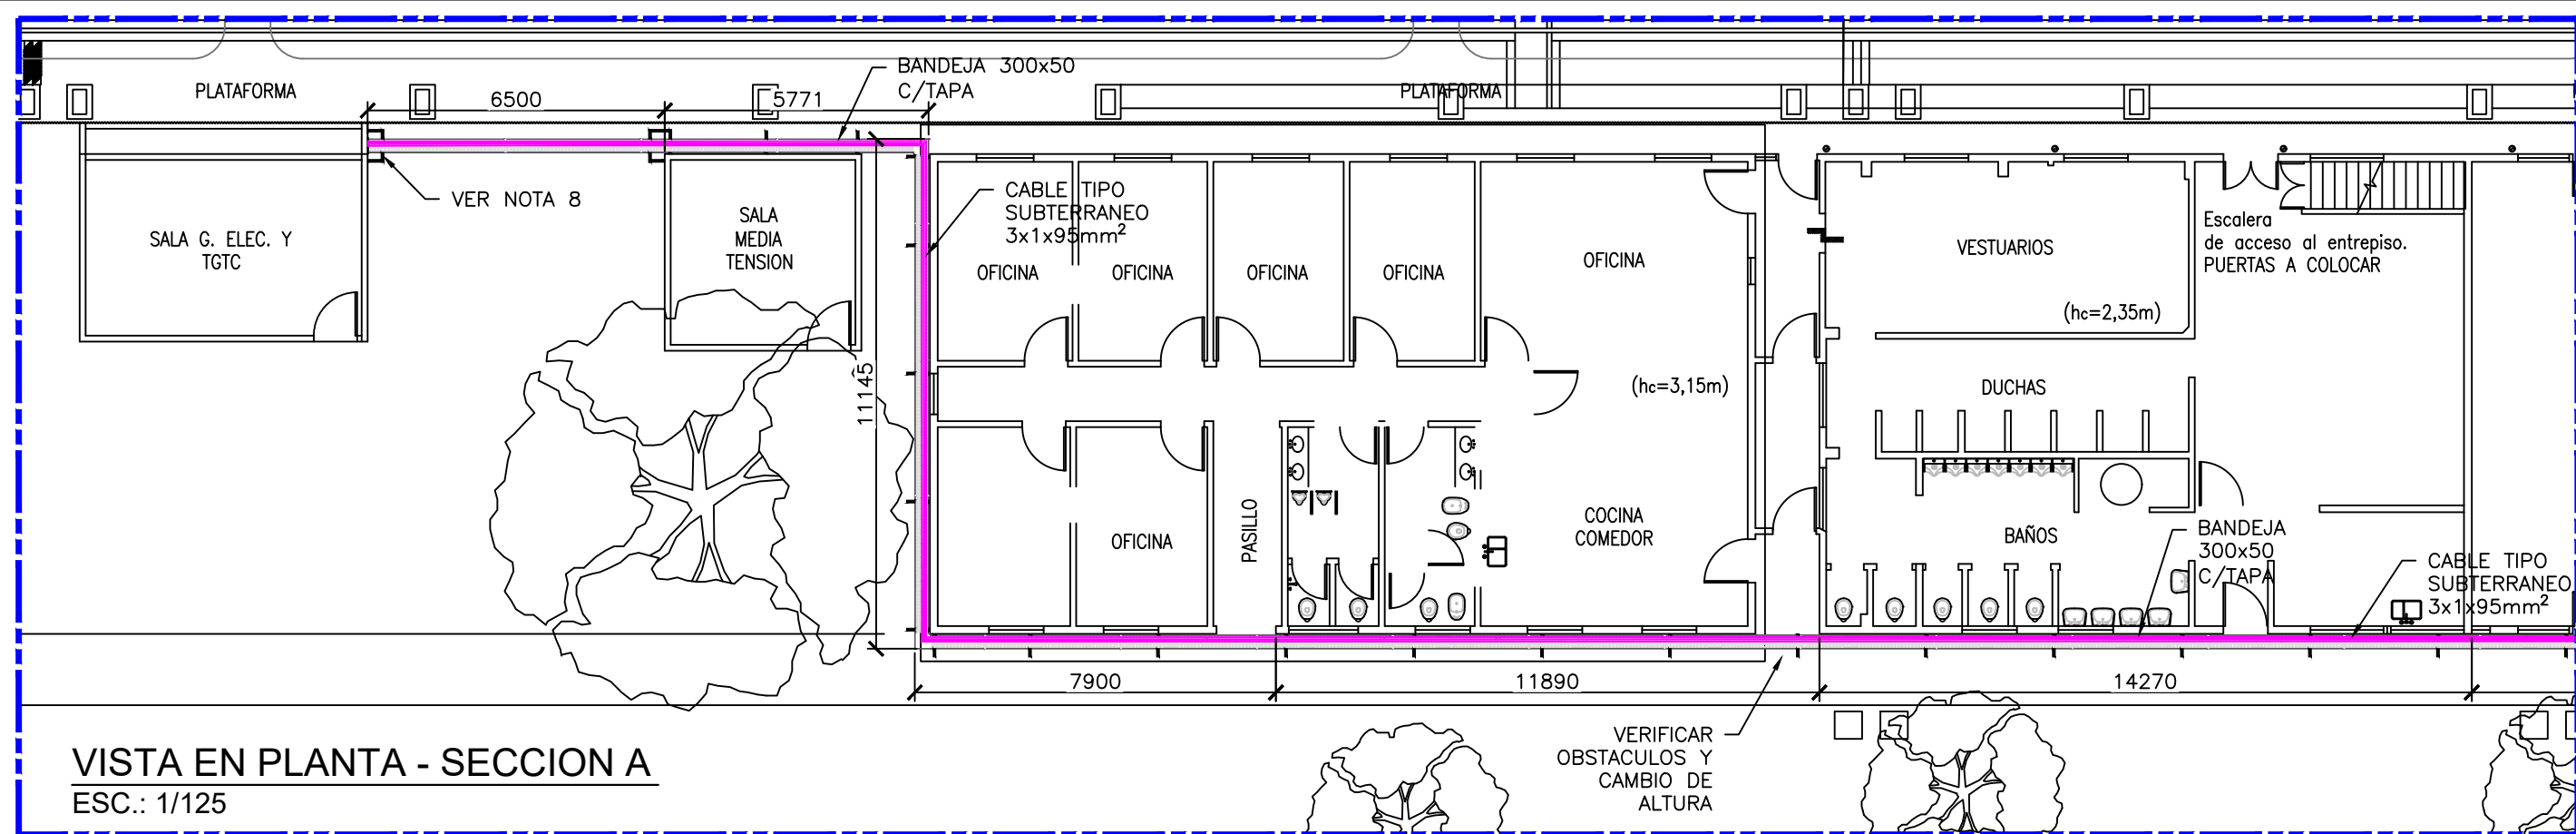 PLATAFORMA
BANDEJA 300x50
C/TAPA
6500
5771
PLATAFORMA
VER NOTA 8
CABLE TIPO
SUBTERRANEO
3x1x95mm²
SALA G. ELEC. Y
TGTC
SALA
MEDIA
TENSION
OFICINA
OFICINA
OFICINA
OFICINA
OFICINA
VESTUARIOS
Escalera
de acceso al entrepiso.
PUERTAS A COLOCAR
(hc=2,35m)
11145
(hc=3,15m)
DUCHAS
OFICINA
PASILLO
COCINA
COMEDOR
BAÑOS
BANDEJA
300x50
C/TAPA
CABLE TIPO
SUBTERRANEO
3x1x95mm²
7900
11890
14270
VERIFICAR
OBSTACULOS Y
CAMBIO DE
ALTURA
VISTA EN PLANTA - SECCION A
ESC.: 1/125